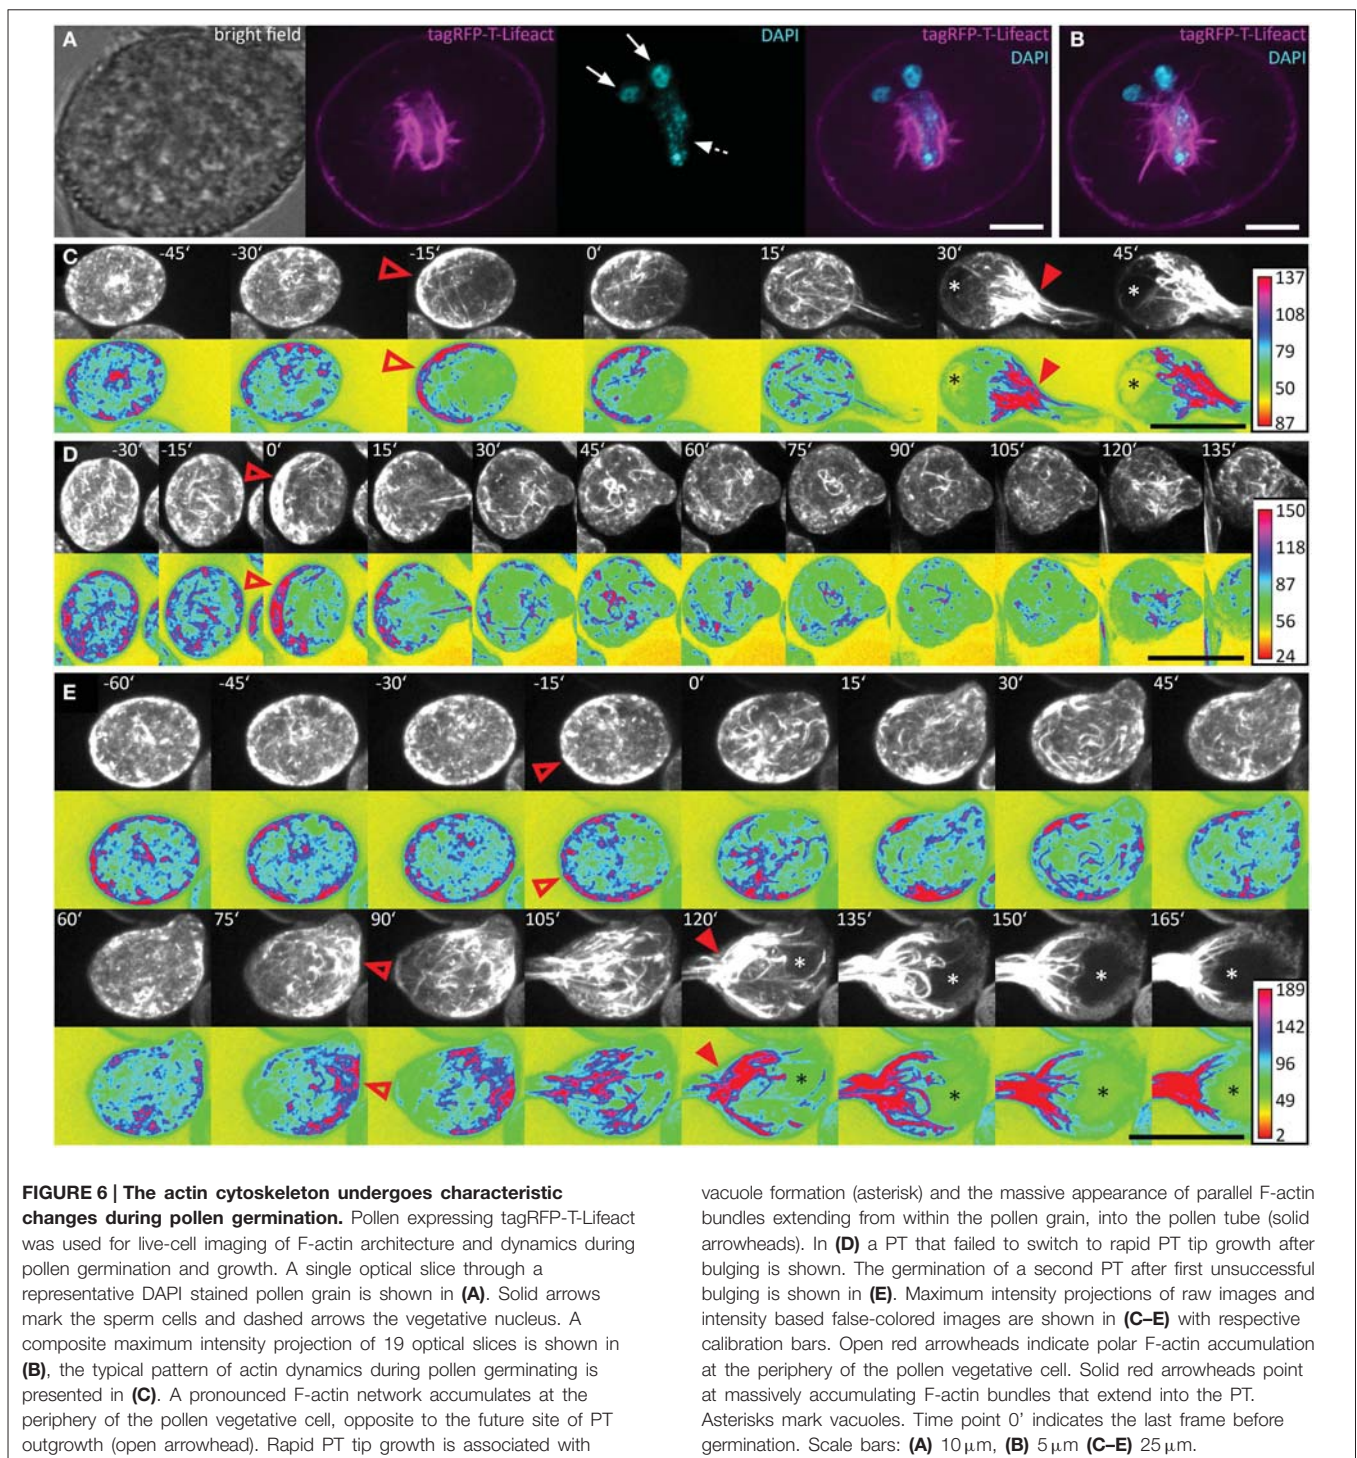 A bright field tagRFP-T-Lifeact DAPI tagRFP-T-Lifeact B tagRFP-T-Lifeact
DAPI DAPI
C -45‘ -30‘ -15‘ 0‘ 15‘ 30‘ 45‘
* *
137
108
79
* *
50
87
D -30‘ -15‘ 0‘ 15‘ 30‘ 45‘ 60‘ 75‘ 90‘ 105‘ 120‘ 135‘
150
118
87
56
24
E -60‘ -45‘ -30‘ -15‘ 0‘ 15‘ 30‘ 45‘
60‘ 75‘ 90‘ 105‘ 120‘ 135‘ 150‘ 165‘
* * * *
189
142
96
* * * *
49
2
FIGURE 6 | The actin cytoskeleton undergoes characteristic
changes during pollen germination. Pollen expressing tagRFP-T-Lifeact
was used for live-cell imaging of F-actin architecture and dynamics during
pollen germination and growth. A single optical slice through a
representative DAPI stained pollen grain is shown in (A). Solid arrows
mark the sperm cells and dashed arrows the vegetative nucleus. A
composite maximum intensity projection of 19 optical slices is shown in
(B), the typical pattern of actin dynamics during pollen germinating is
presented in (C). A pronounced F-actin network accumulates at the
periphery of the pollen vegetative cell, opposite to the future site of PT
outgrowth (open arrowhead). Rapid PT tip growth is associated with
vacuole formation (asterisk) and the massive appearance of parallel F-actin
bundles extending from within the pollen grain, into the pollen tube (solid
arrowheads). In (D) a PT that failed to switch to rapid PT tip growth after
bulging is shown. The germination of a second PT after first unsuccessful
bulging is shown in (E). Maximum intensity projections of raw images and
intensity based false-colored images are shown in (C–E) with respective
calibration bars. Open red arrowheads indicate polar F-actin accumulation
at the periphery of the pollen vegetative cell. Solid red arrowheads point
at massively accumulating F-actin bundles that extend into the PT.
Asterisks mark vacuoles. Time point 0’ indicates the last frame before
germination. Scale bars: (A) 10 μm, (B) 5 μm (C–E) 25 μm.